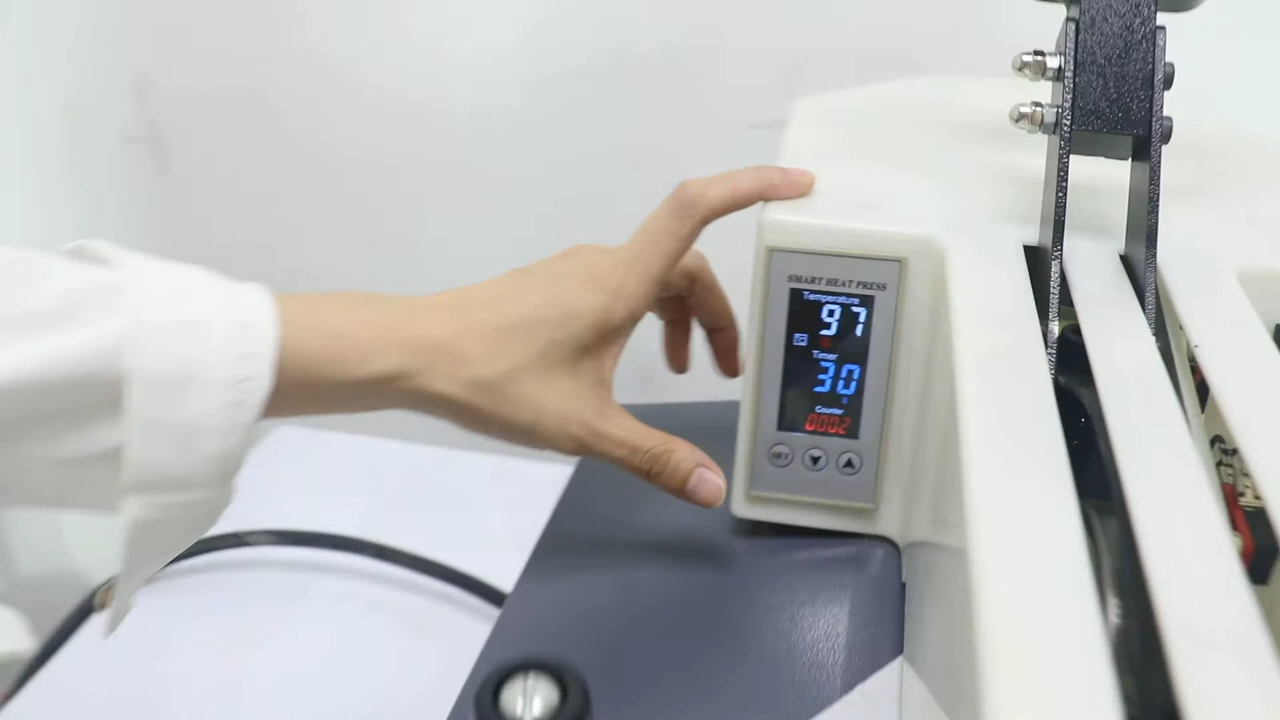 SMART HEAT PRESS
Temperature
97
Timer
30
Counter
0002
SET